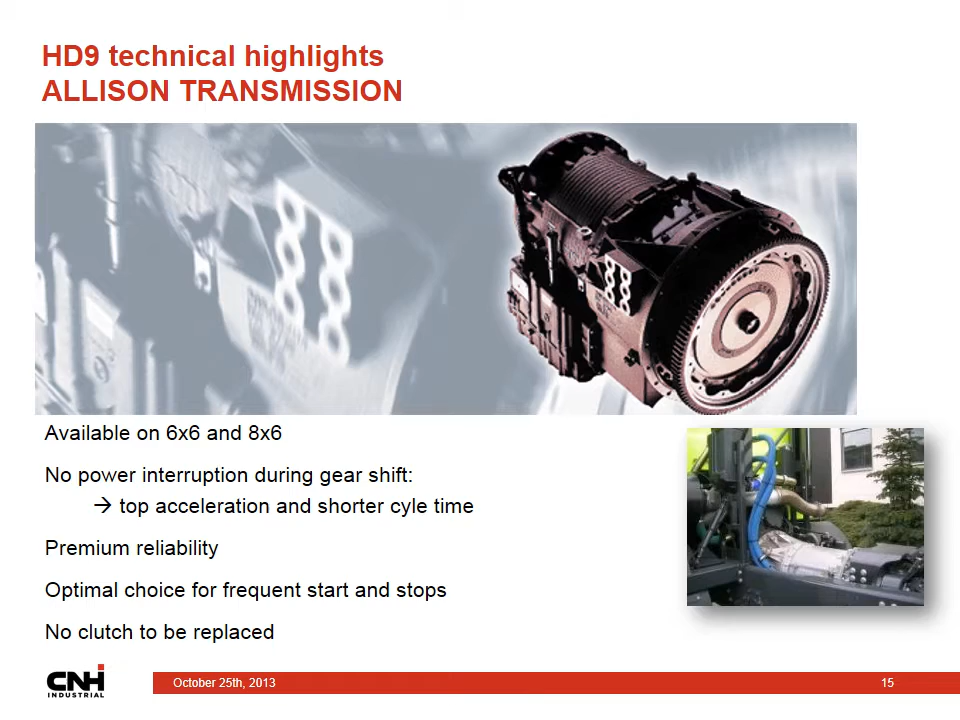 HD9 technical highlights
ALLISON TRANSMISSION
Available on 6x6 and 8x6
No power interruption during gear shift:
→ top acceleration and shorter cyle time
Premium reliability
Optimal choice for frequent start and stops
No clutch to be replaced
CNH
INDUSTRIAL
October 25th, 2013
15